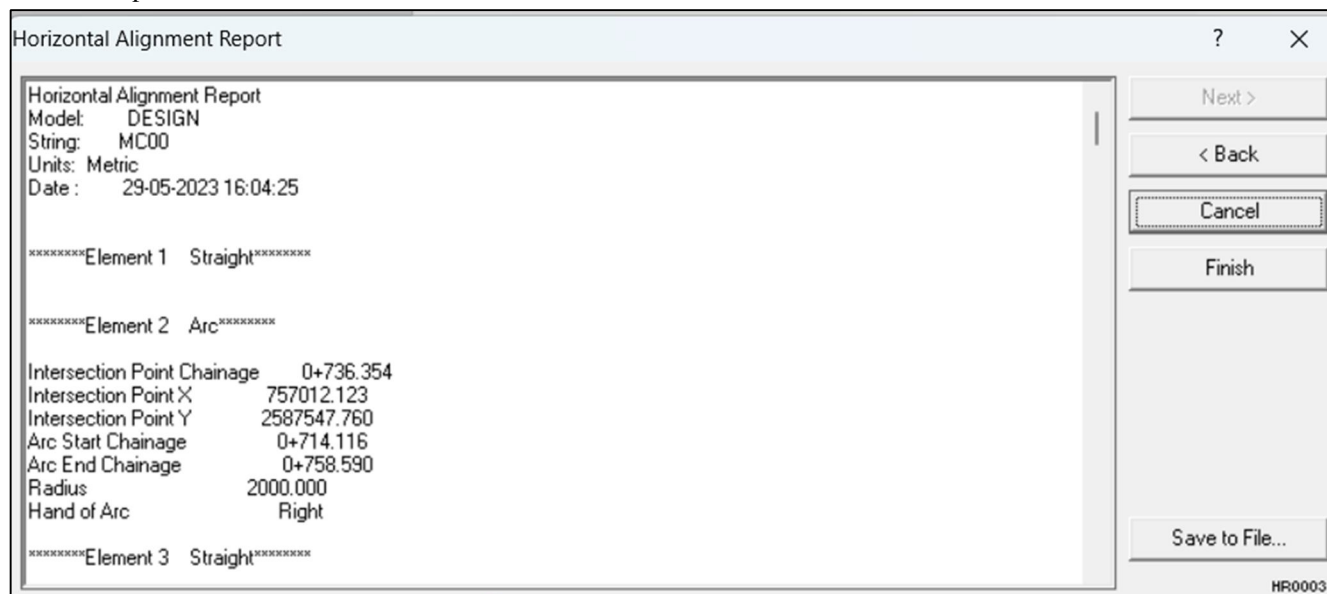 Horizontal Alignment Report
?
Horizontal Alignment Report
Model: DESIGN
String: MC00
Units: Metric
Date : 29-05-2023 16:04:25
********Element 1 Straight********
********Element 2 Arc********
Intersection Point Chainage 0+736.354
Intersection Point X 757012.123
Intersection Point Y 2587547.760
Arc Start Chainage 0+714.116
Arc End Chainage 0+758.590
Radius 2000.000
Hand of Arc Right
********Element 3 Straight********
Next >
< Back
Cancel
Finish
Save to File...
HR0003